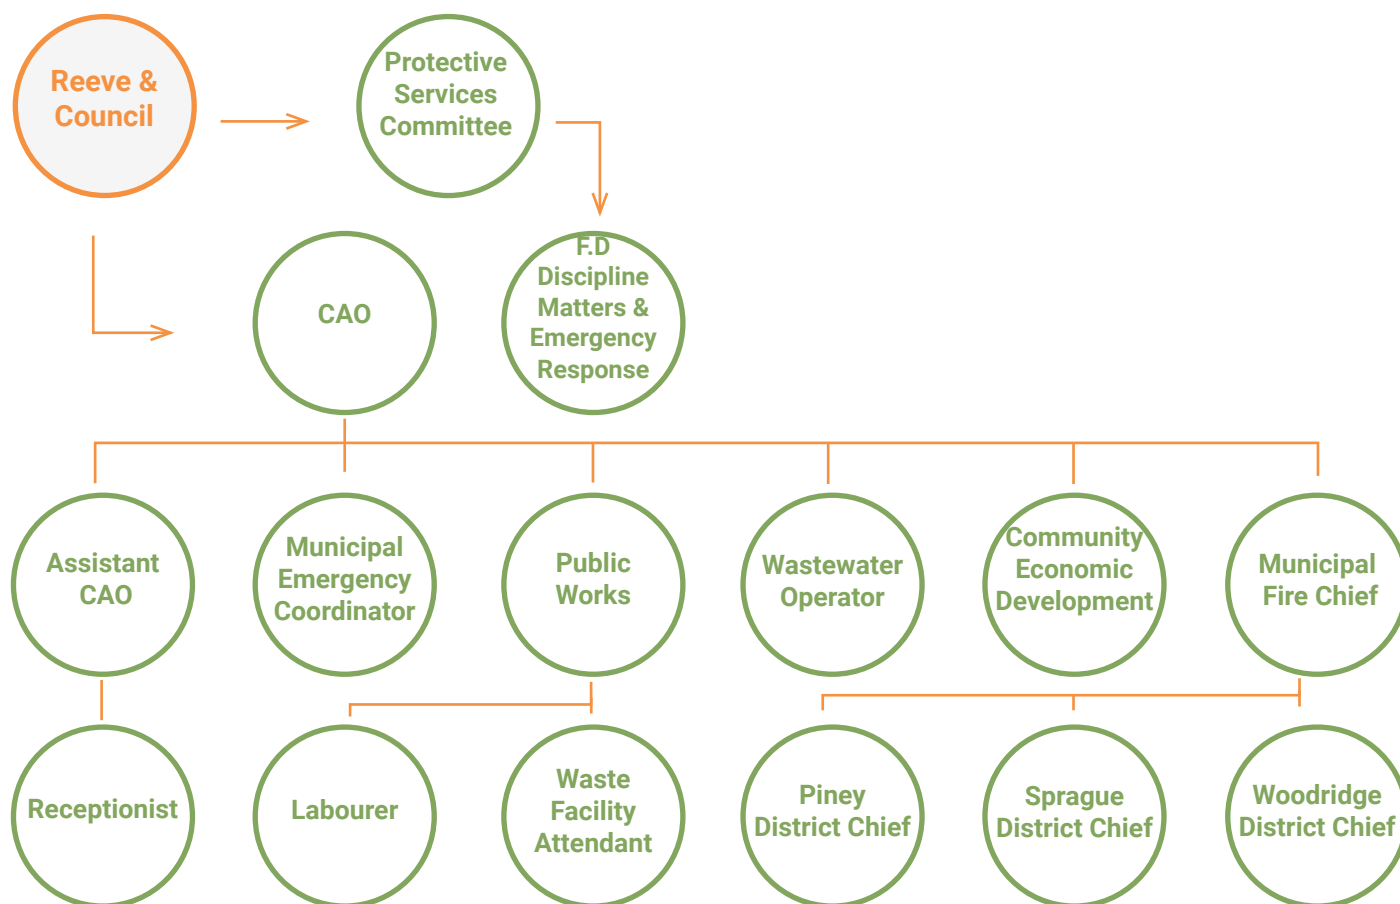 Reeve &
Council
Protective
Services
Committee
CAO
F.D
Discipline
Matters &
Emergency
Response
Assistant
CAO
Municipal
Emergency
Coordinator
Public
Works
Wastewater
Operator
Community
Economic
Development
Municipal
Fire Chief
Receptionist
Labourer
Waste
Facility
Attendant
Piney
District Chief
Sprague
District Chief
Woodridge
District Chief